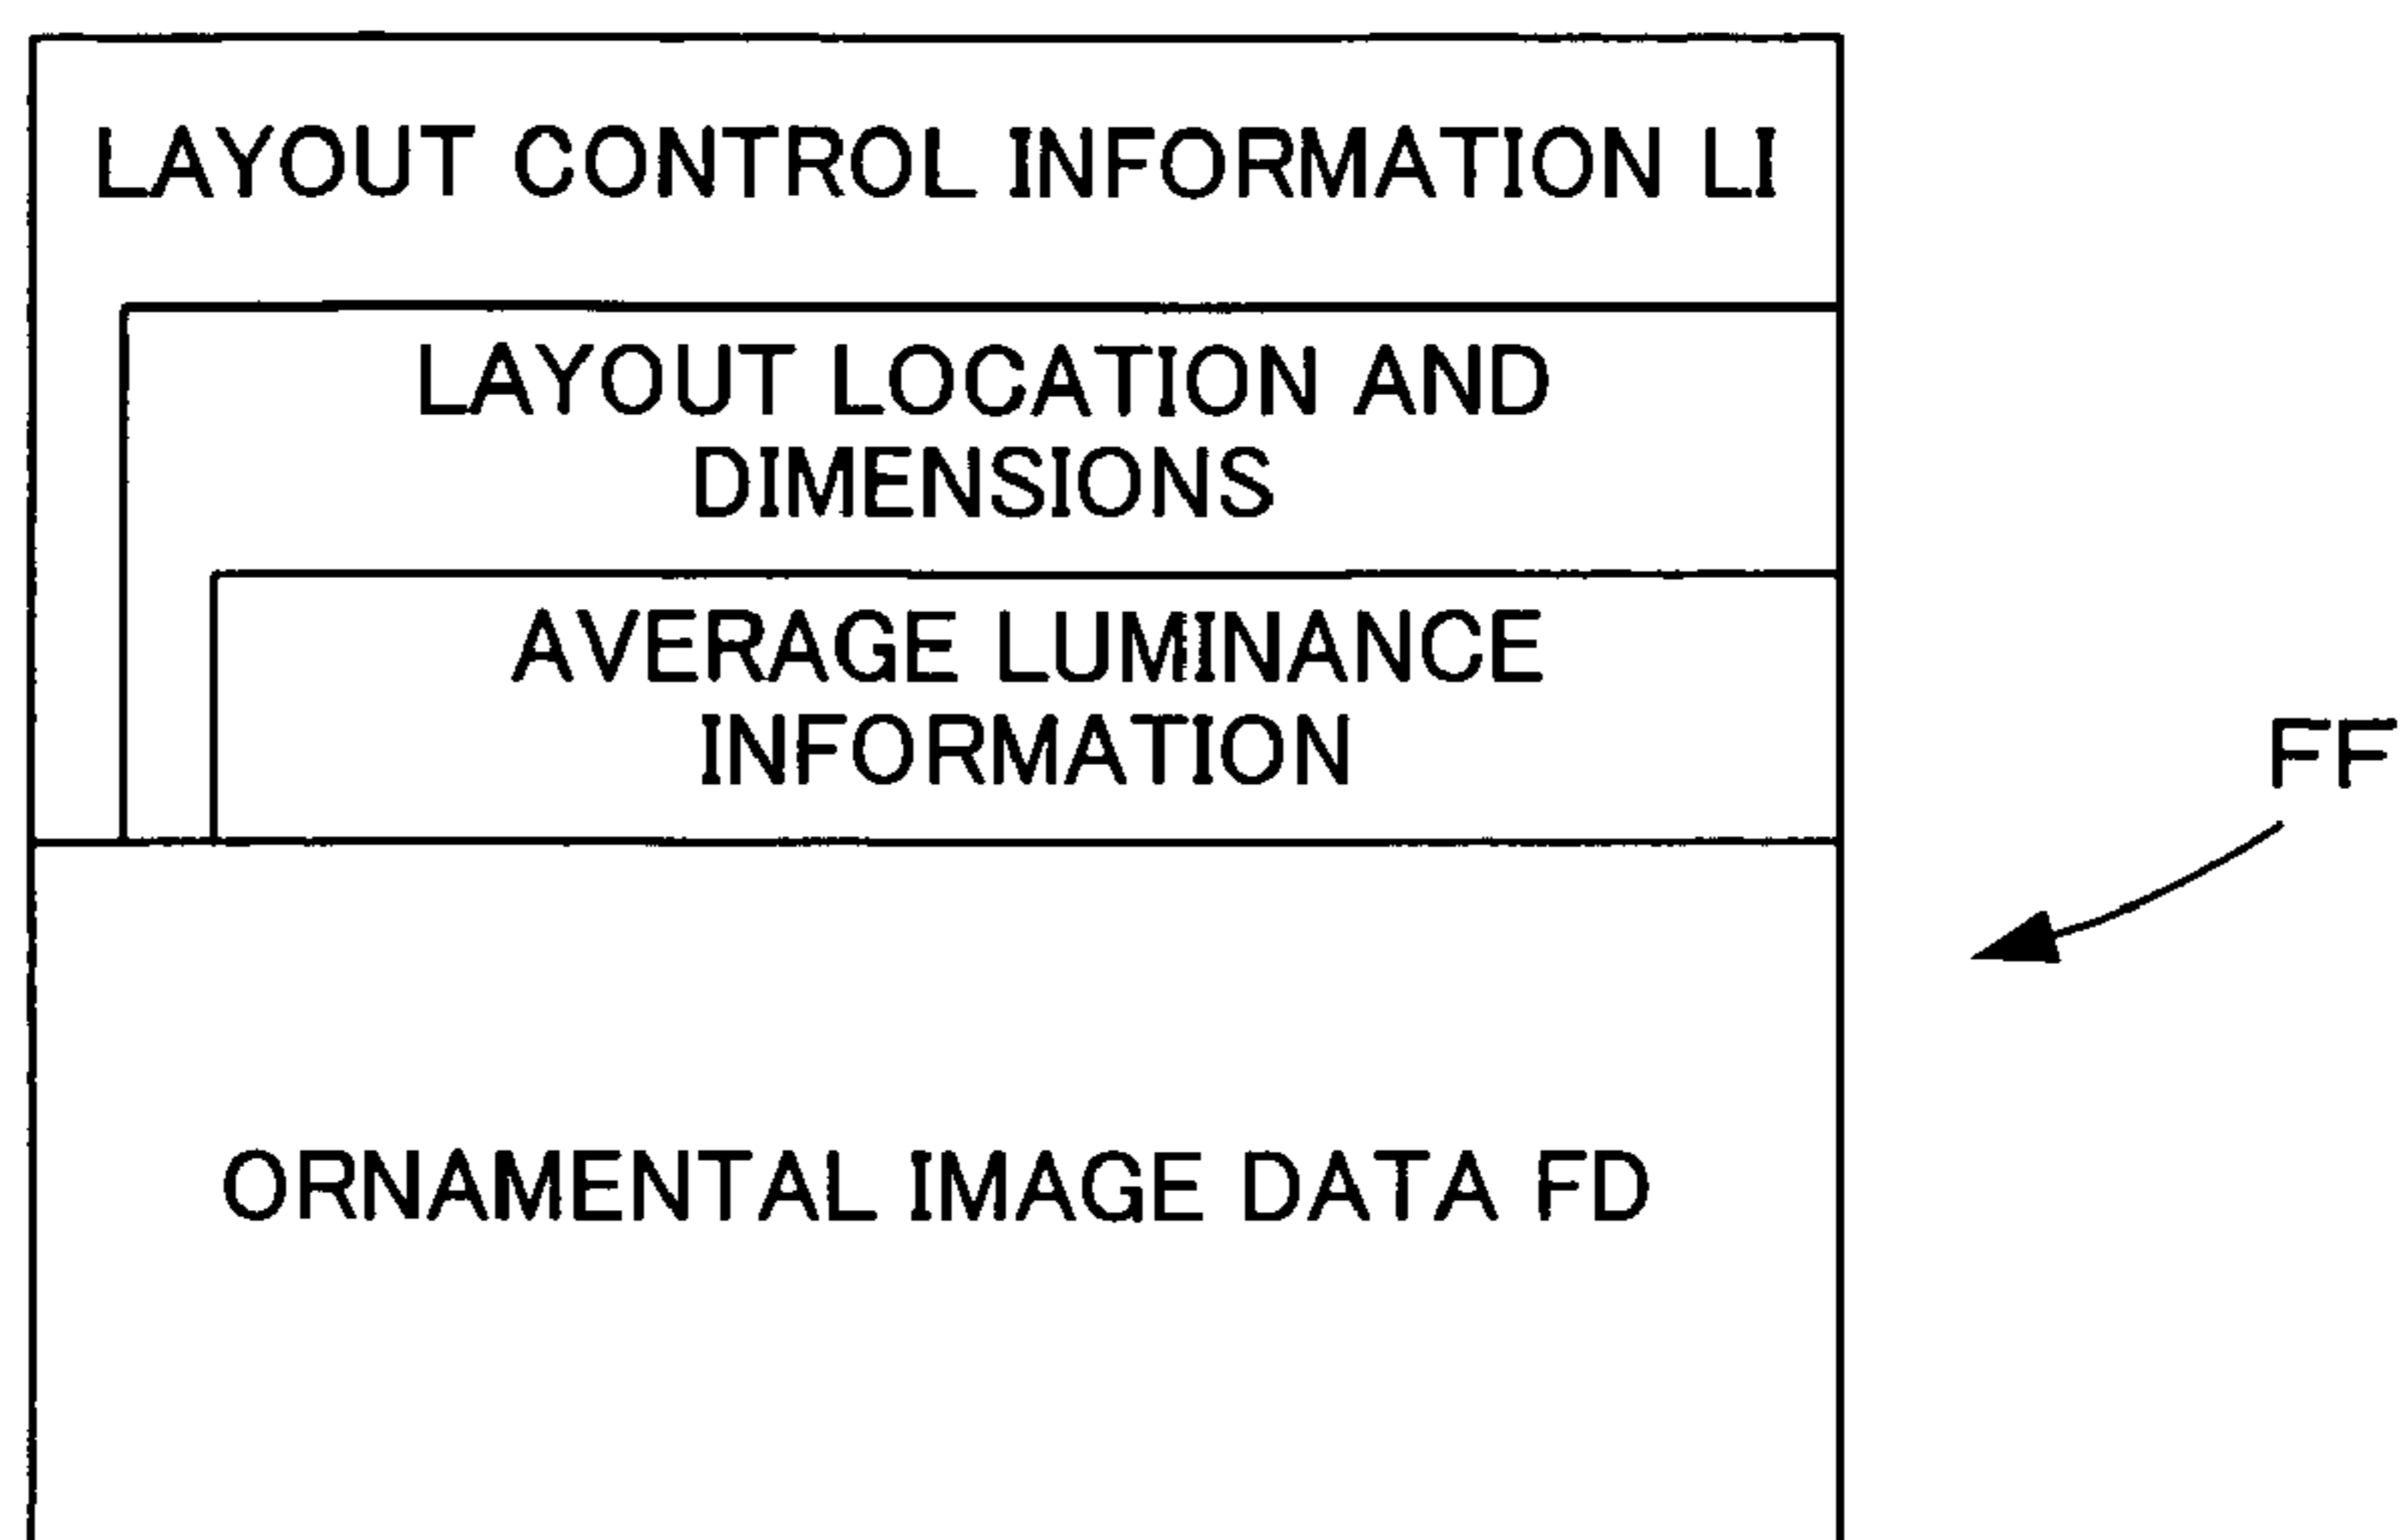 LAYOUT CONTROL INFORMATION LI
LAYOUT LOCATION AND
DIMENSIONS
AVERAGE LUMINANCE
INFORMATION
FF
ORNAMENTAL IMAGE DATA FD